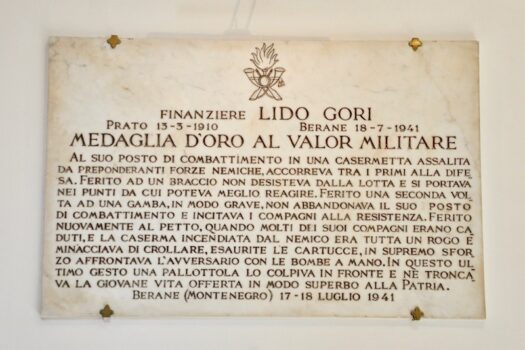 FINANZIERE LIDO GORI
PRATO 13-3-1910 BERANE 18-7-1941
MEDAGLIA D'ORO AL VALOR MILITARE
AL SUO POSTO DI COMBATTIMENTO IN UNA CASERMETTA ASSALITA
DA PREPONDERANTI FORZE NEMICHE, ACCORREVA TRA I PRIMI ALLA DIFE
SA. FERITO AD UN BRACCIO NON DESISTEVA DALLA LOTTA E SI PORTAVA
NEI PUNTI DA CUI POTEVA MEGLIO REAGIRE. FERITO UNA SECONDA VOL
TA AD UNA GAMBA, IN MODO GRAVE, NON ABBANDONAVA IL SUO POSTO
DI COMBATTIMENTO E INCITAVA I COMPAGNI ALLA RESISTENZA. FERITO
NUOVAMENTE AL PETTO, QUANDO MOLTI DEI SUOI COMPAGNI ERANO CA
DUTI, E LA CASERMA INCENDIATA DAL NEMICO ERA TUTTA UN ROGO E
MINACCIAVA DI CROLLARE, ESAURITE LE CARTUCCE, IN SUPREMO SFOR
ZO AFFRONTAVA L'AVVERSARIO CON LE BOMBE A MANO. IN QUESTO UL
TIMO GESTO UNA PALLOTTOLA LO COLPIVA IN FRONTE E NÈ TRONCA
VA LA GIOVANE VITA OFFERTA IN MODO SUPERBO ALLA PATRIA.
BERANE (MONTENEGRO) 17-18 LUGLIO 1941